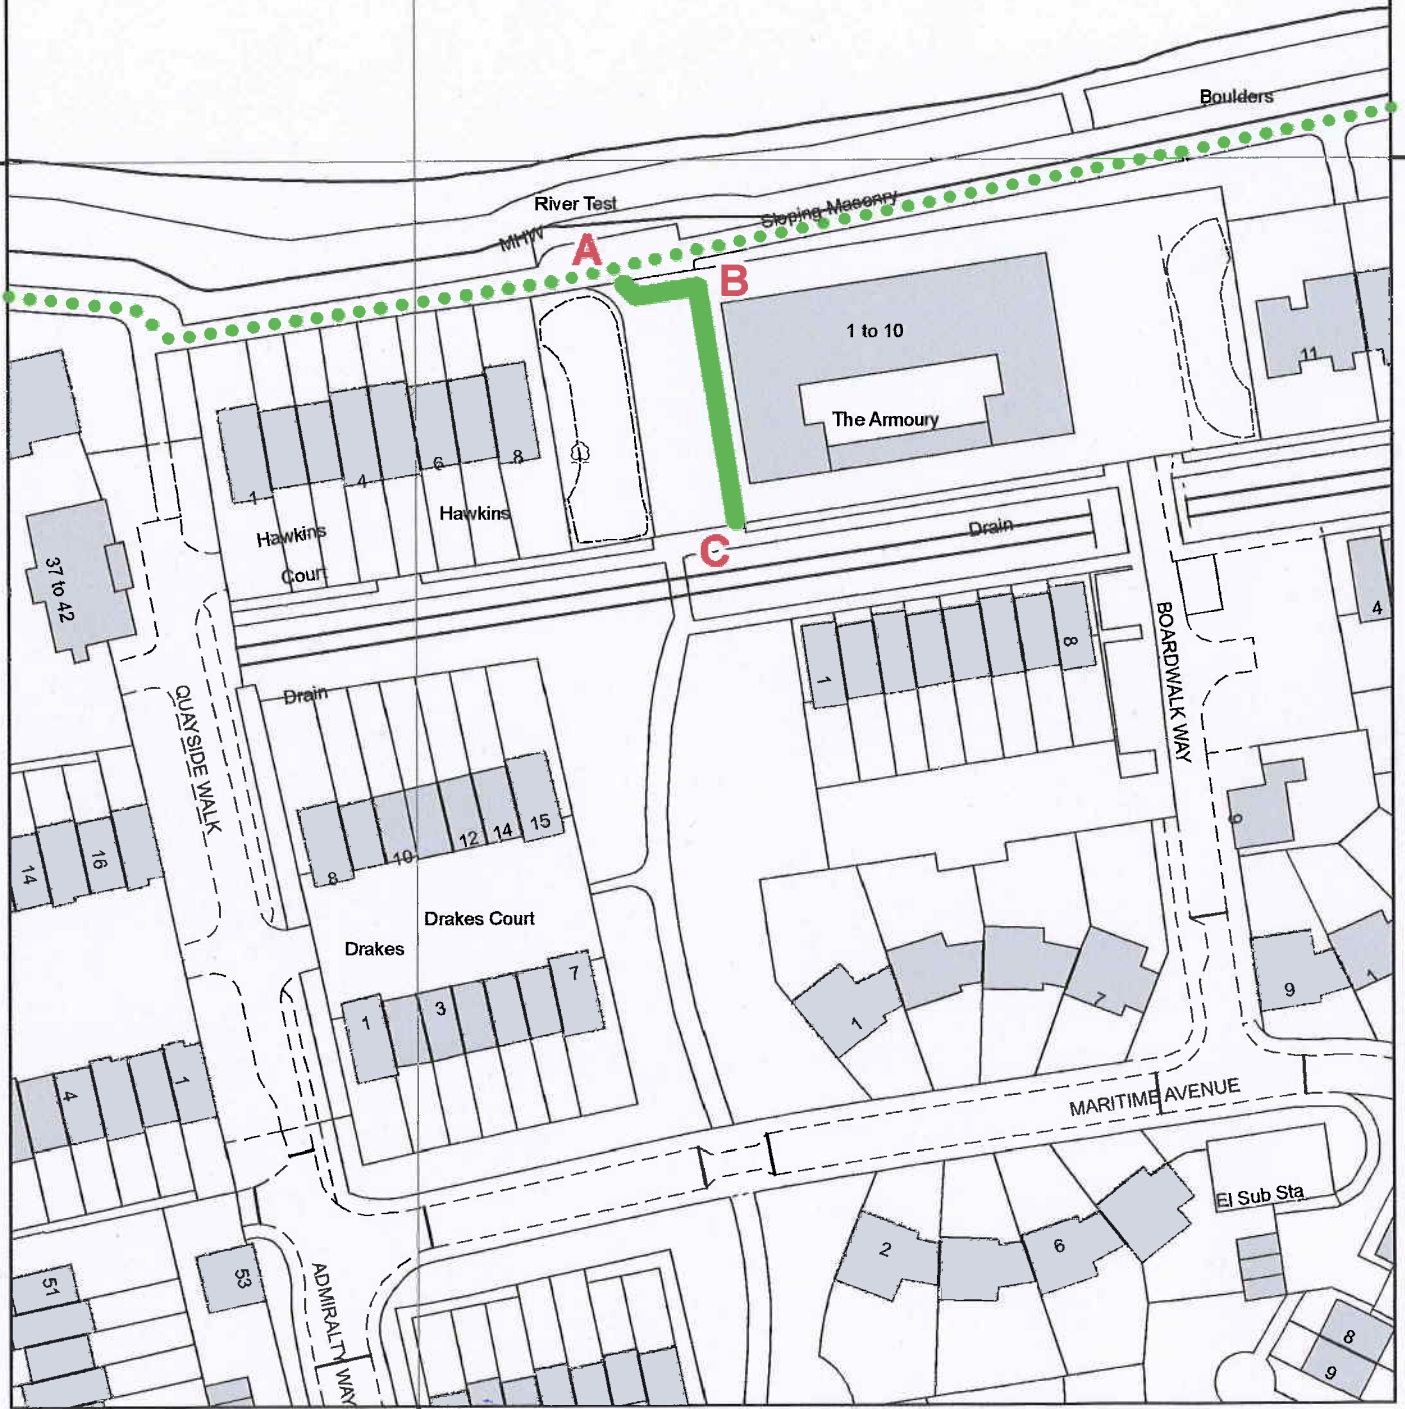 Boulders
River Test
Sloping Masonry
MHW
A
B
1 to 10
11
The Armoury
1
4
6
8
Hawkins
Hawkins
Court
Drain
C
37 to 42
4
1
8
BOARDWALK WAY
Drain
QUAYSIDE WALK
14
16
8
10
12
14
15
9
Drakes Court
Drakes
1
3
7
1
7
9
1
4
1
MARITIME AVENUE
El Sub Sta
2
6
51
53
ADMIRALTY WAY
8
9